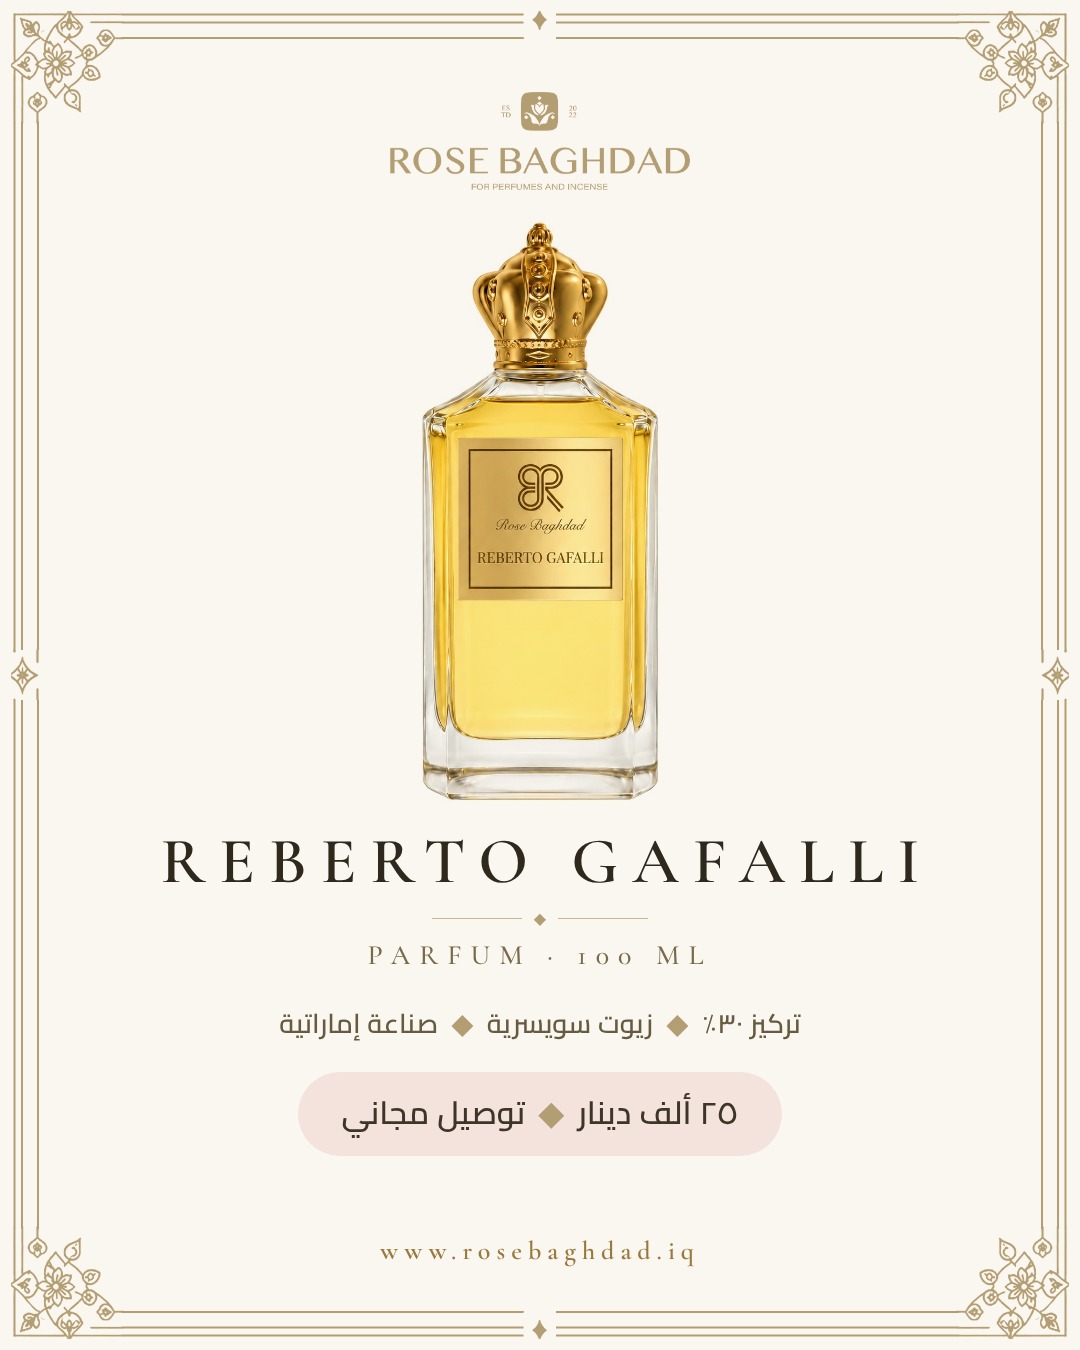 ES TD 20 22
ROSE BAGHDAD
FOR PERFUMES AND INCENSE
Rose Baghdad
REBERTO GAFALLI
REBERTO GAFALLI
PARFUM · 100 ML
تركيز ٣٠٪ ◆ زيوت سويسرية ◆ صناعة إماراتية
٢٥ ألف دينار ◆ توصيل مجاني
www.rosebaghdad.iq